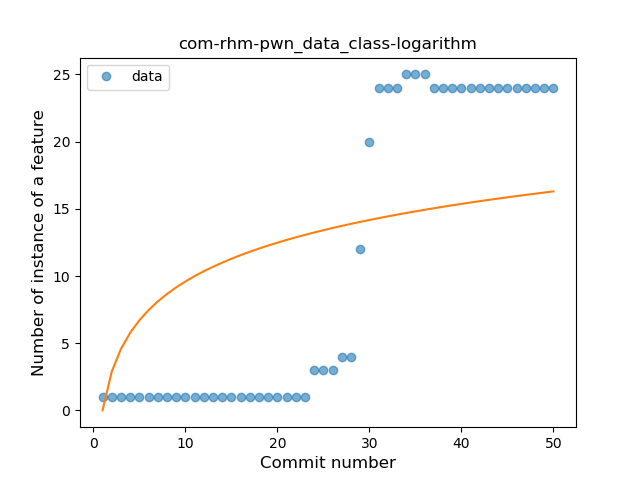 com-rhm-pwn_data_class-logarithm
data
Number of instance of a feature
25
20
15
10
5
0
0 10 20 30 40 50
Commit number